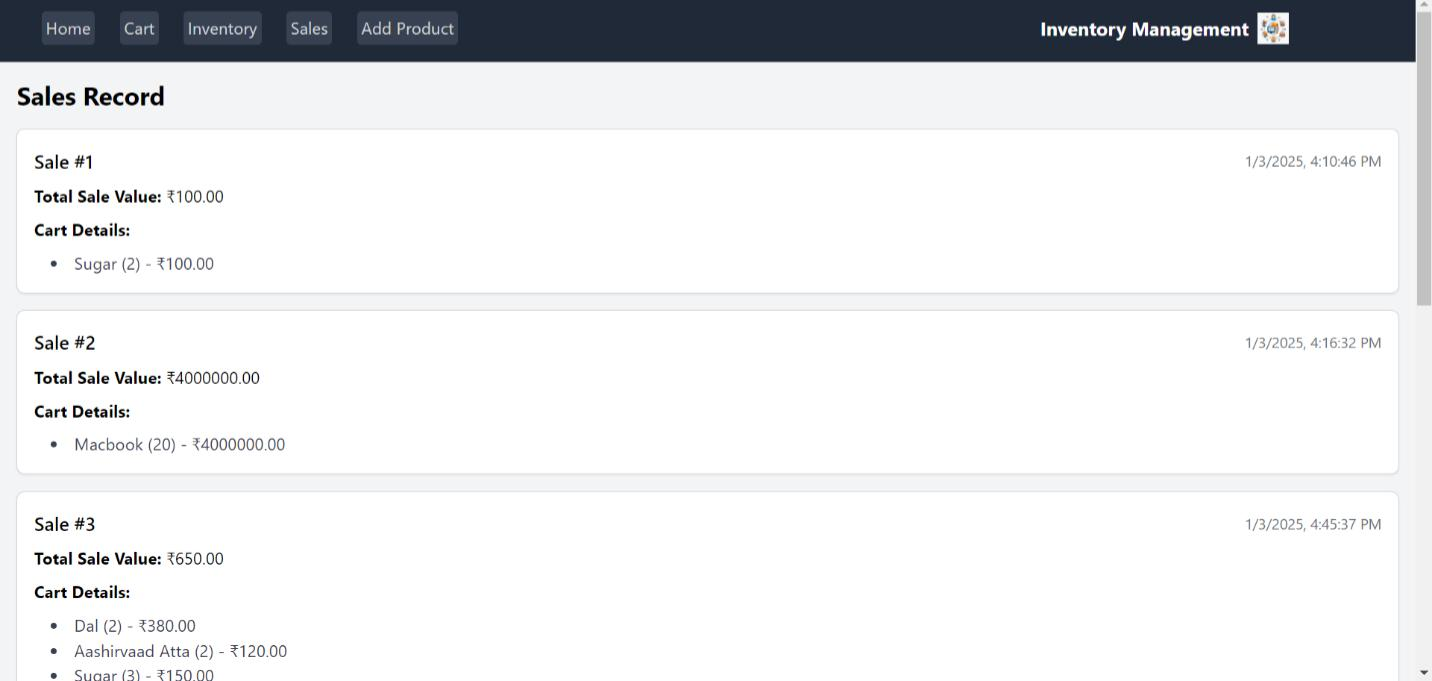 Home Cart Inventory Sales Add Product Inventory Management
Sales Record
Sale #1 1/3/2025, 4:10:46 PM
Total Sale Value: ₹100.00
Cart Details:
• Sugar (2) - ₹100.00
Sale #2 1/3/2025, 4:16:32 PM
Total Sale Value: ₹4000000.00
Cart Details:
• Macbook (20) - ₹4000000.00
Sale #3 1/3/2025, 4:45:37 PM
Total Sale Value: ₹650.00
Cart Details:
• Dal (2) - ₹380.00
• Aashirvaad Atta (2) - ₹120.00
• Sugar (3) - ₹150.00